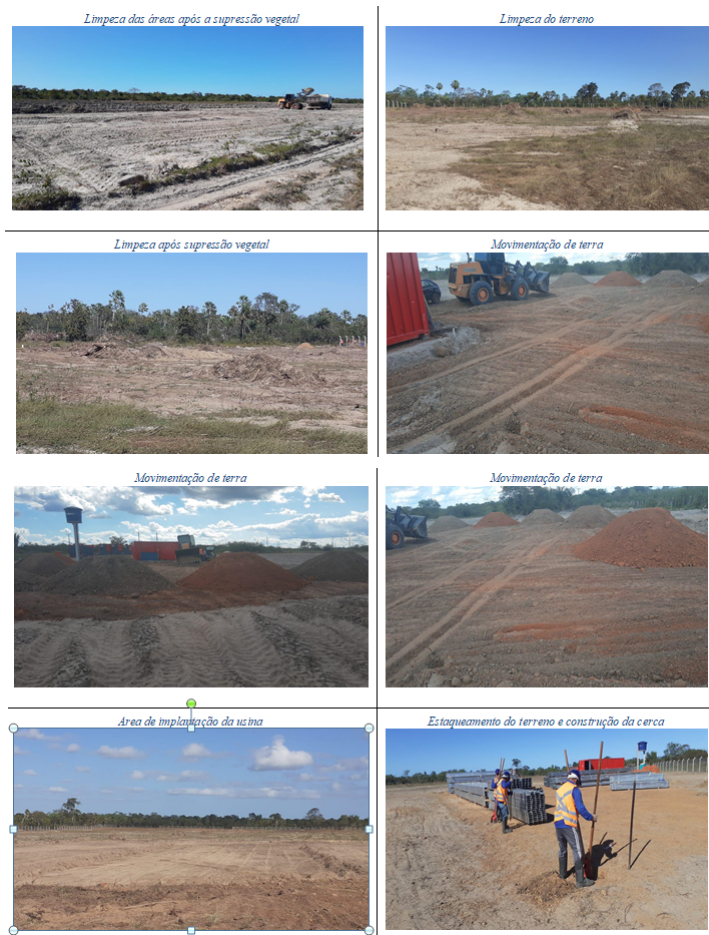 Limpeza das áreas após a supressão vegetal
Limpeza do terreno
Limpeza após supressão vegetal
Movimentação de terra
Movimentação de terra
Movimentação de terra
Area de implantação da usina
Estaqueamento do terreno e construção da cerca